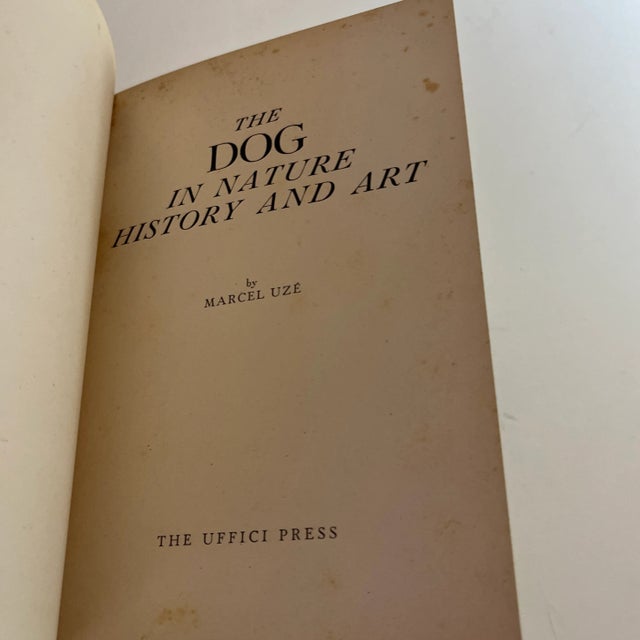 THE
DOG
IN NATURE
HISTORY AND ART
by
MARCEL UZÉ
THE UFFICI PRESS